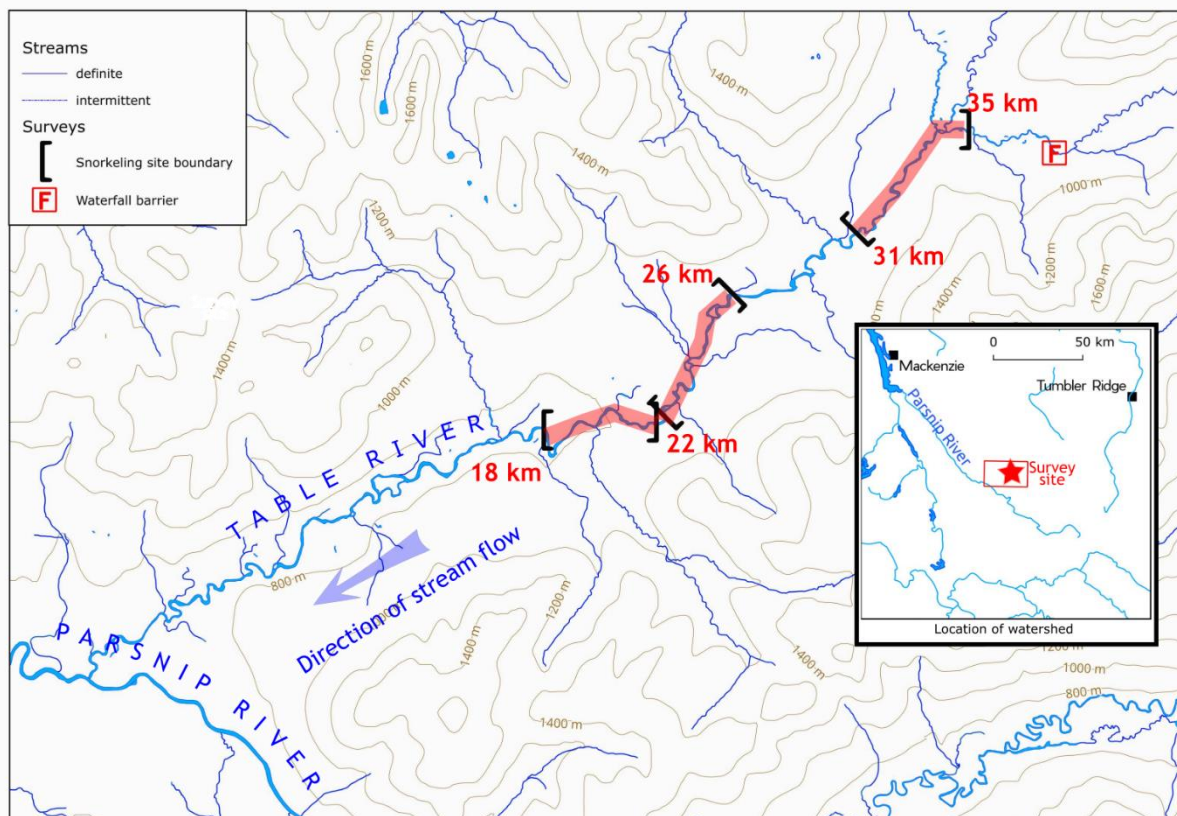 Streams
definite
intermittent
Surveys
Snorkeling site boundary
F
Waterfall barrier
1600 m
1600 m
1400 m
1400 m
1200 m
1400 m
1000 m
35 km
F
1000 m
31 km
26 km
1200 m
1400 m
1600 m
22 km
18 km
TABLE RIVER
800 m
Direction of stream flow
PARSNIP RIVER
1200 m
1400 m
1400 m
1400 m
1200 m
1000 m
800 m
0
50 km
Mackenzie
Tumbler Ridge
Parsnip River
Survey
site
Location of watershed